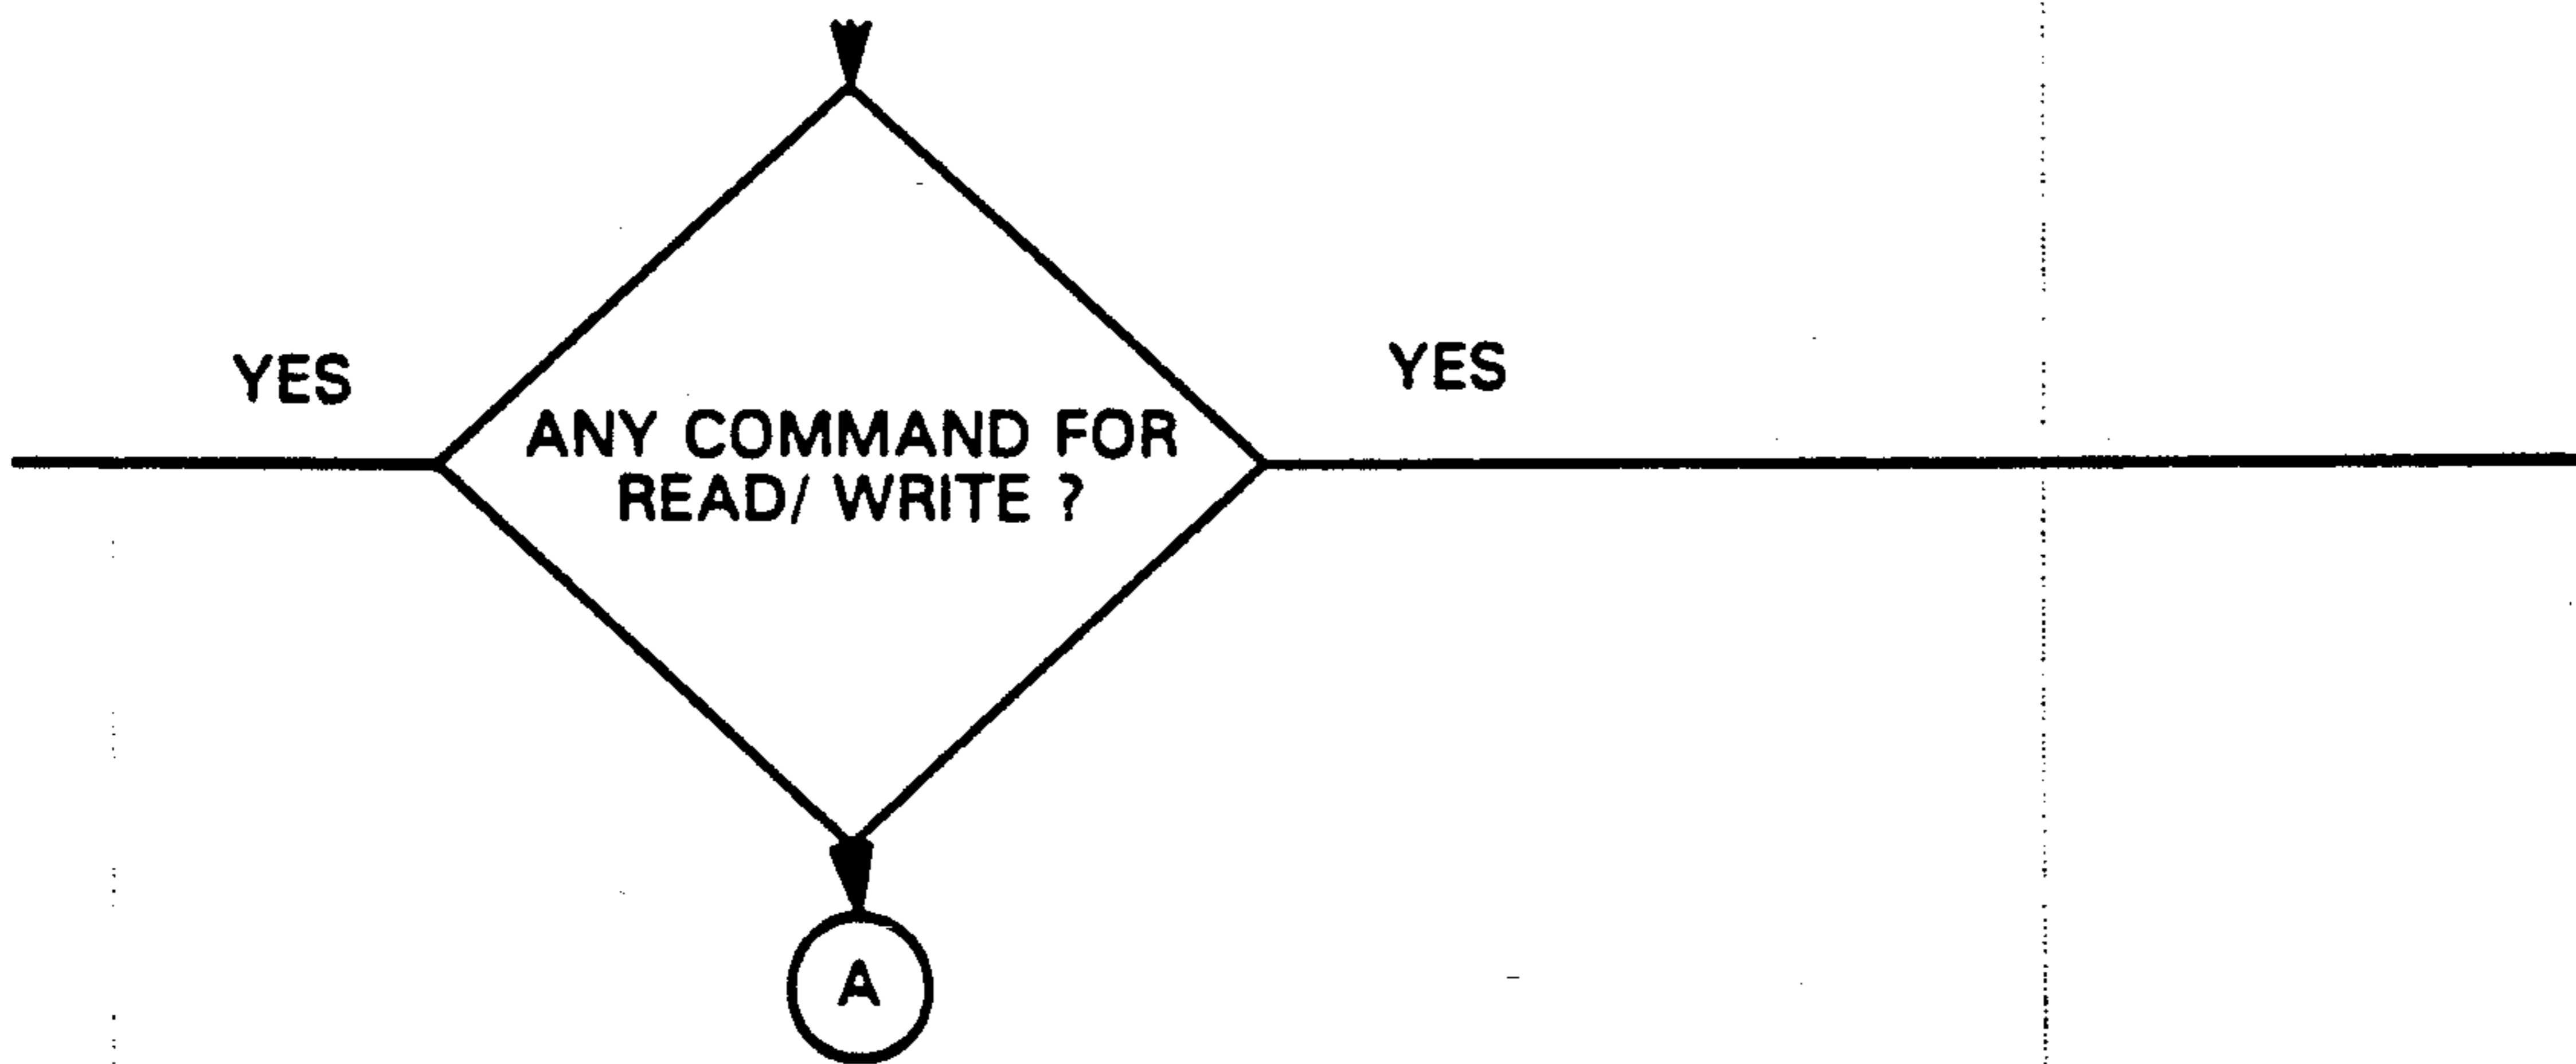 YES
YES
ANY COMMAND FOR
READ/ WRITE ?
A